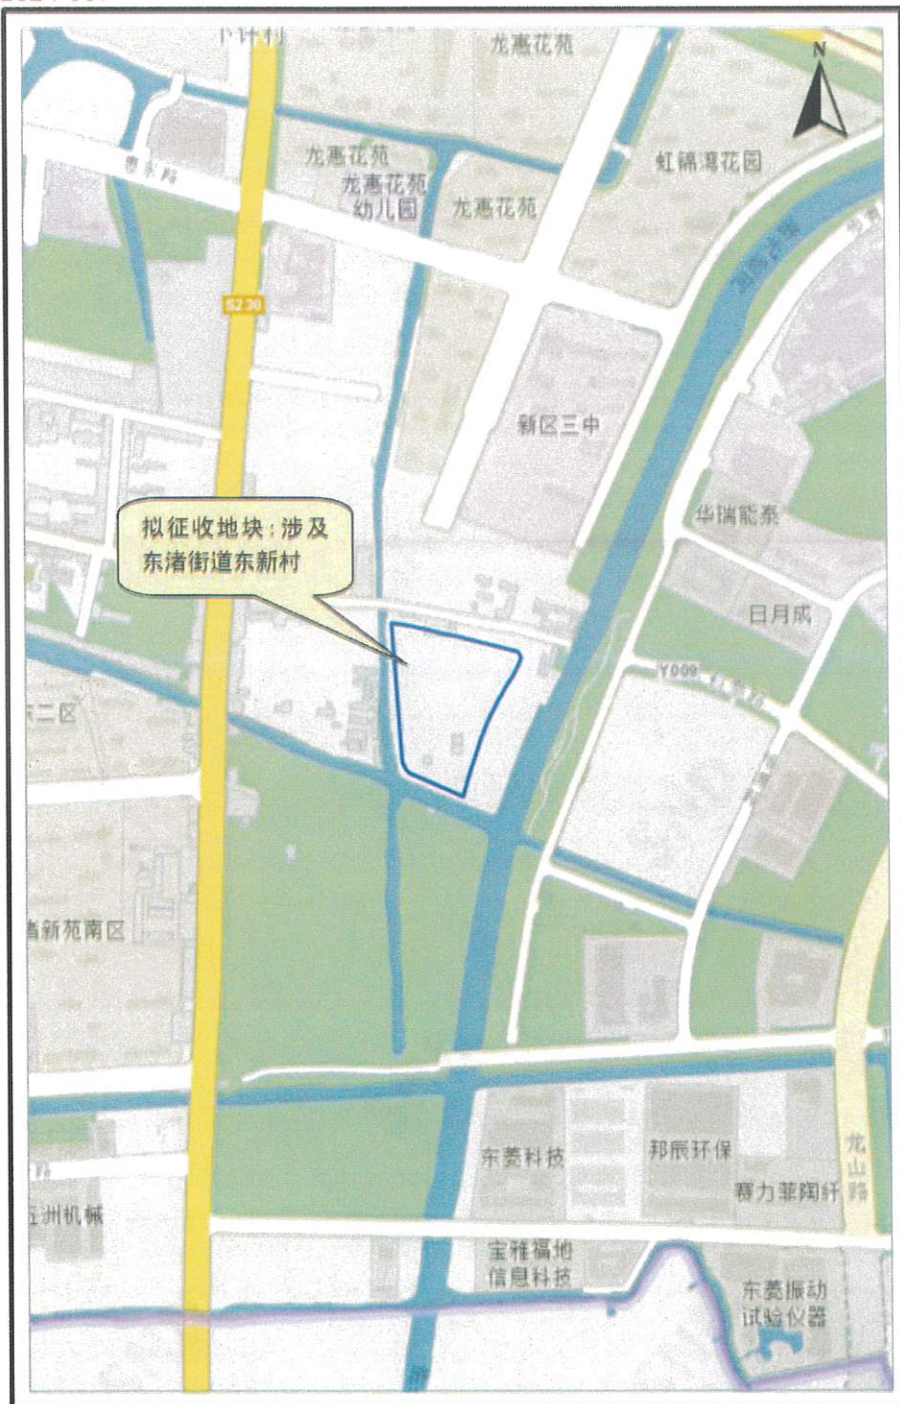 龙惠花苑
龙惠花苑
龙惠花苑
幼儿园
龙惠花苑
虹锦湾花园
N
S230
新区三中
华瑞能泰
拟征收地块：涉及
东渚街道东新村
日月成
Y009
东二区
渚新苑南区
东菱科技
邦辰环保
赛力菲陶纤
龙山路
五洲机械
宝雅福地
信息科技
东菱振动
试验仪器